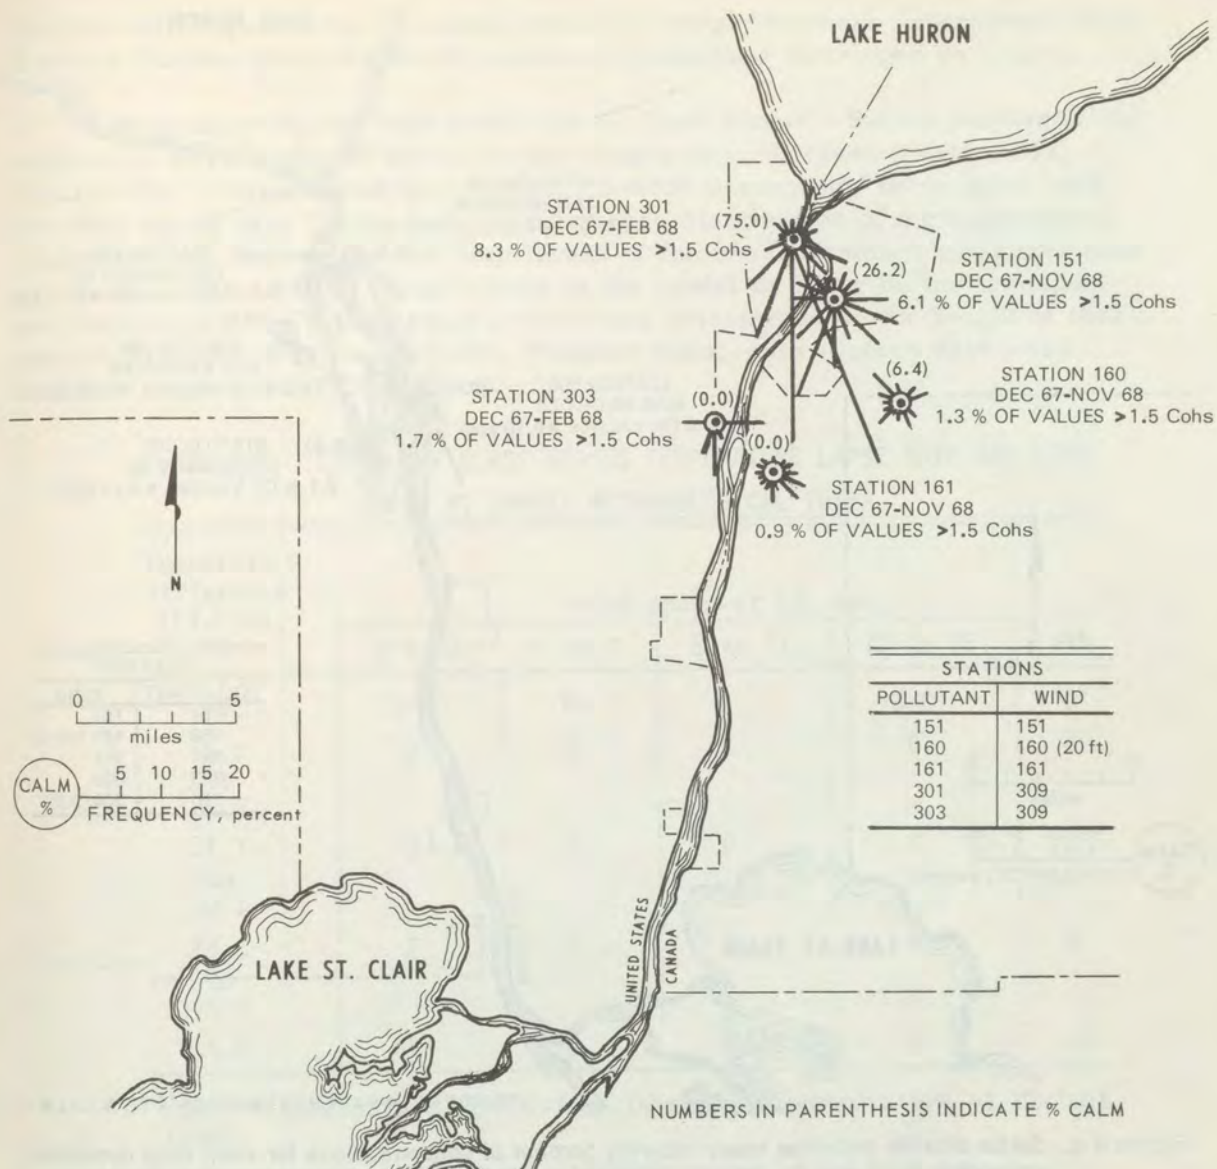 LAKE HURON
STATION 301
DEC 67-FEB 68
8.3 % OF VALUES >1.5 Cohs
(75.0)
(26.2)
STATION 151
DEC 67-NOV 68
6.1 % OF VALUES >1.5 Cohs
(6.4)
STATION 160
DEC 67-NOV 68
1.3 % OF VALUES >1.5 Cohs
STATION 303
DEC 67-FEB 68
1.7 % OF VALUES >1.5 Cohs
(0.0)
(0.0)
STATION 161
DEC 67-NOV 68
0.9 % OF VALUES >1.5 Cohs
N
0 5
miles
CALM
%
5 10 15 20
FREQUENCY, percent
STATIONS
POLLUTANT WIND
151 151
160 160 (20 ft)
161 161
301 309
303 309
UNITED STATES
CANADA
LAKE ST. CLAIR
NUMBERS IN PARENTHESIS INDICATE % CALM